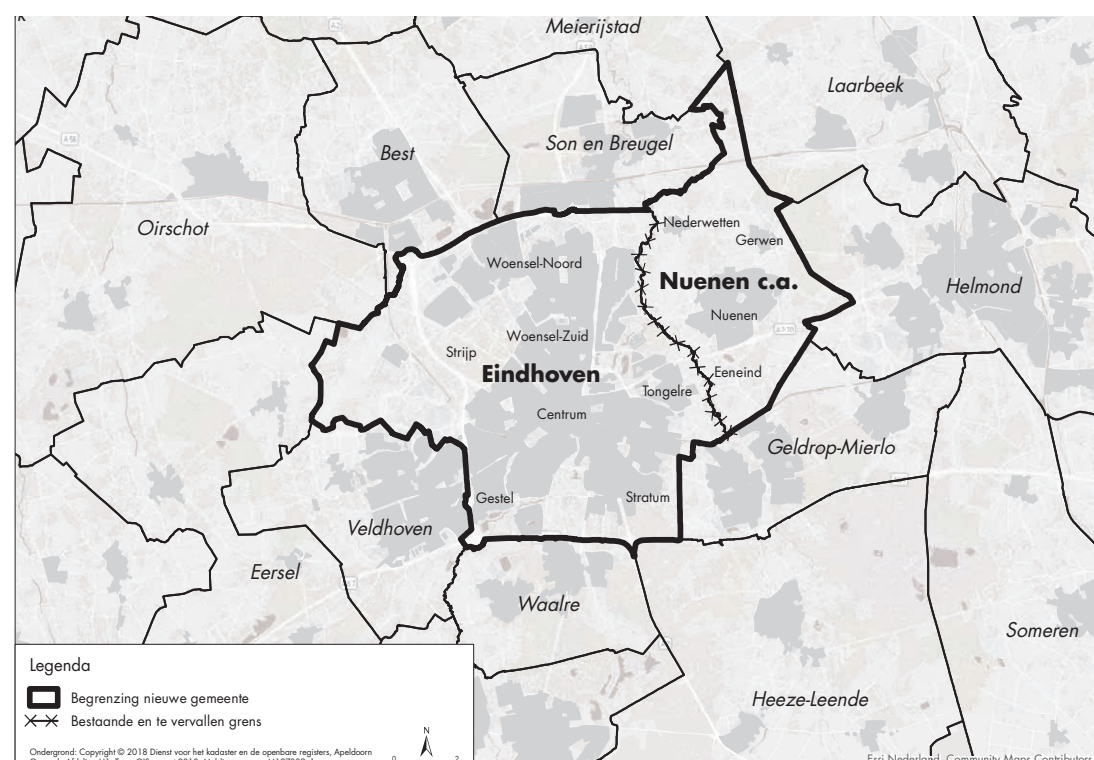 Meierijstad
Laarbeek
Son en Breugel
Best
Oirschot
Nederwetten
Gerwen
Woensel-Noord
Nuenen c.a.
Helmond
Nuenen
Woensel-Zuid
Strijp
Eindhoven
Eeneind
Tongelre
Centrum
Geldrop-Mierlo
Gestel
Stratum
Veldhoven
Eersel
Waalre
Someren
Heeze-Leende
Legenda
Begrenzing nieuwe gemeente
Bestaande en te vervallen grens
N
Ondergrond: Copyright © 2018 Dienst voor het kadaster en de openbare registers, Apeldoorn
0 2
Esri Nederland, Community Maps Contributors